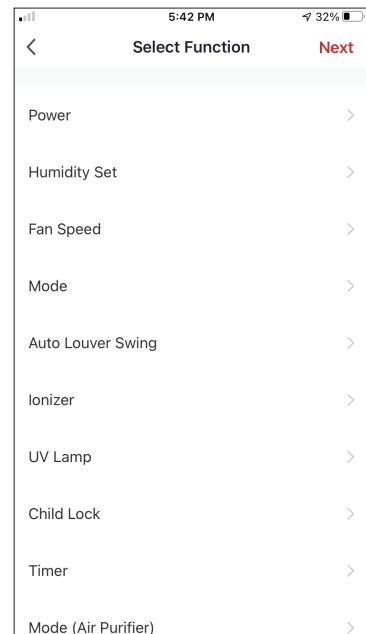 5:42 PM
32%
Select Function
Next
Power
Humidity Set
Fan Speed
Mode
Auto Louver Swing
Ionizer
UV Lamp
Child Lock
Timer
Mode (Air Purifier)